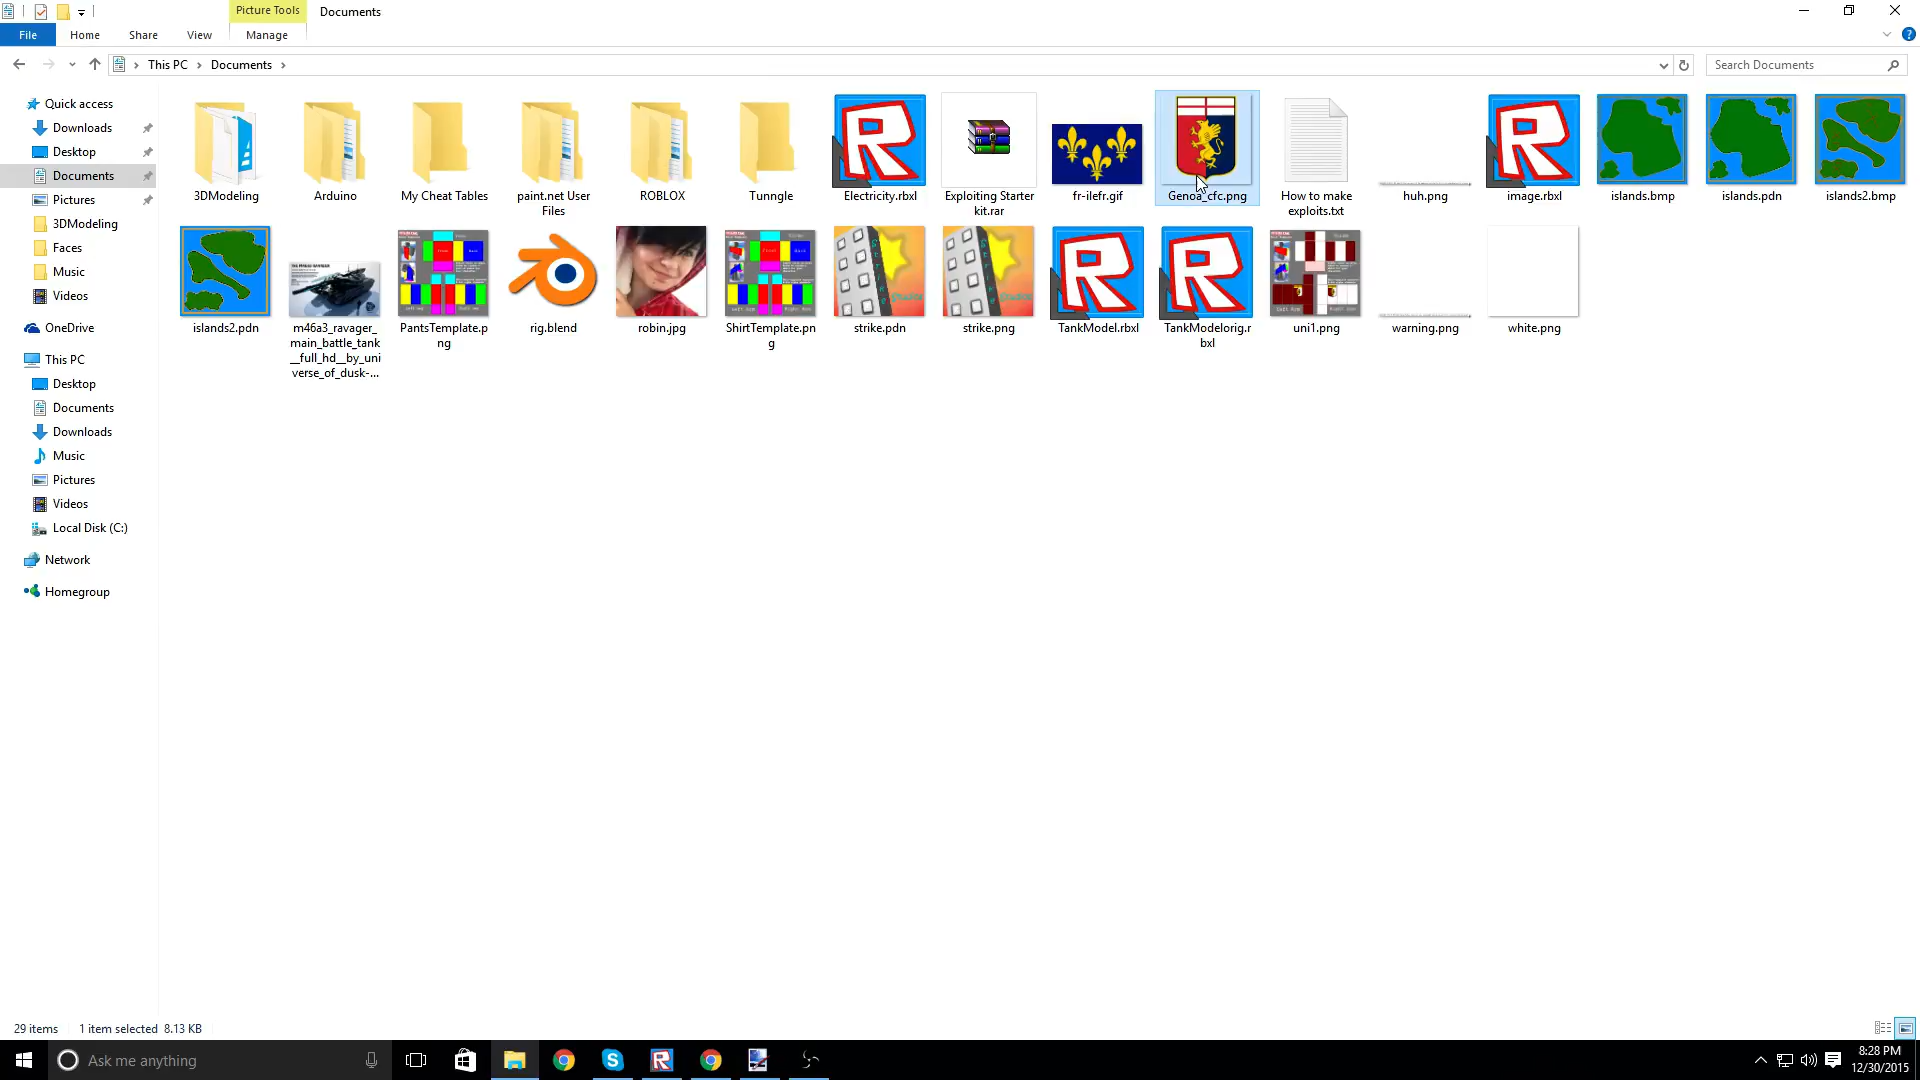 Picture Tools
Documents
File
Home
Share
View
Manage
This PC
Documents
Search Documents
Quick access
Downloads
Desktop
Documents
Pictures
3DModeling
Faces
Music
Videos
OneDrive
This PC
Desktop
Documents
Downloads
Music
Pictures
Videos
Local Disk (C:)
Network
Homegroup
3DModeling
Arduino
My Cheat Tables
paint.net User
Files
ROBLOX
Tunngle
Electricity.rbxl
Exploiting Starter
kit.rar
fr-ilefr.gif
Genoa_cfc.png
How to make
exploits.txt
huh.png
image.rbxl
islands.bmp
islands.pdn
islands2.bmp
islands2.pdn
m46a3_ravager_
main_battle_tank
__full_hd__by_uni
verse_of_dusk-...
PantsTemplate.p
ng
rig.blend
robin.jpg
ShirtTemplate.pn
g
strike.pdn
strike.png
TankModel.rbxl
TankModelorig.r
bxl
uni1.png
warning.png
white.png
29 items
1 item selected 8.13 KB
Ask me anything
8:28 PM
12/30/2015